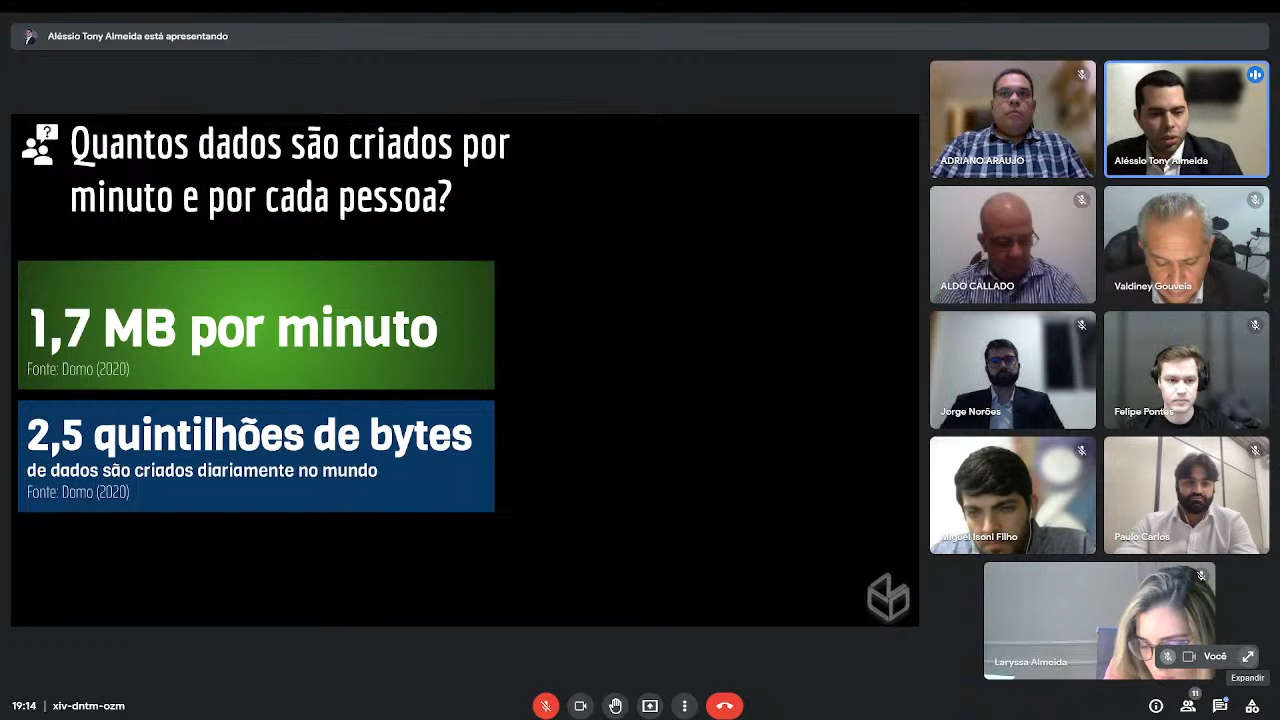 Aléssio Tony Almeida está apresentando
?
Quantos dados são criados por
minuto e por cada pessoa?
1,7 MB por minuto
Fonte: Domo (2020)
2,5 quintilhões de bytes
de dados são criados diariamente no mundo
Fonte: Domo (2020)
ADRIANO ARAUJO
Aléssio Tony Almeida
ALDO CALLADO
Valdiney Gouveia
Jorge Norões
Felipe Pontes
Miguel Isoni Filho
Paulo Carlos
Laryssa Almeida
Você
Expandir
19:14 | xiv-dntm-ozm
11